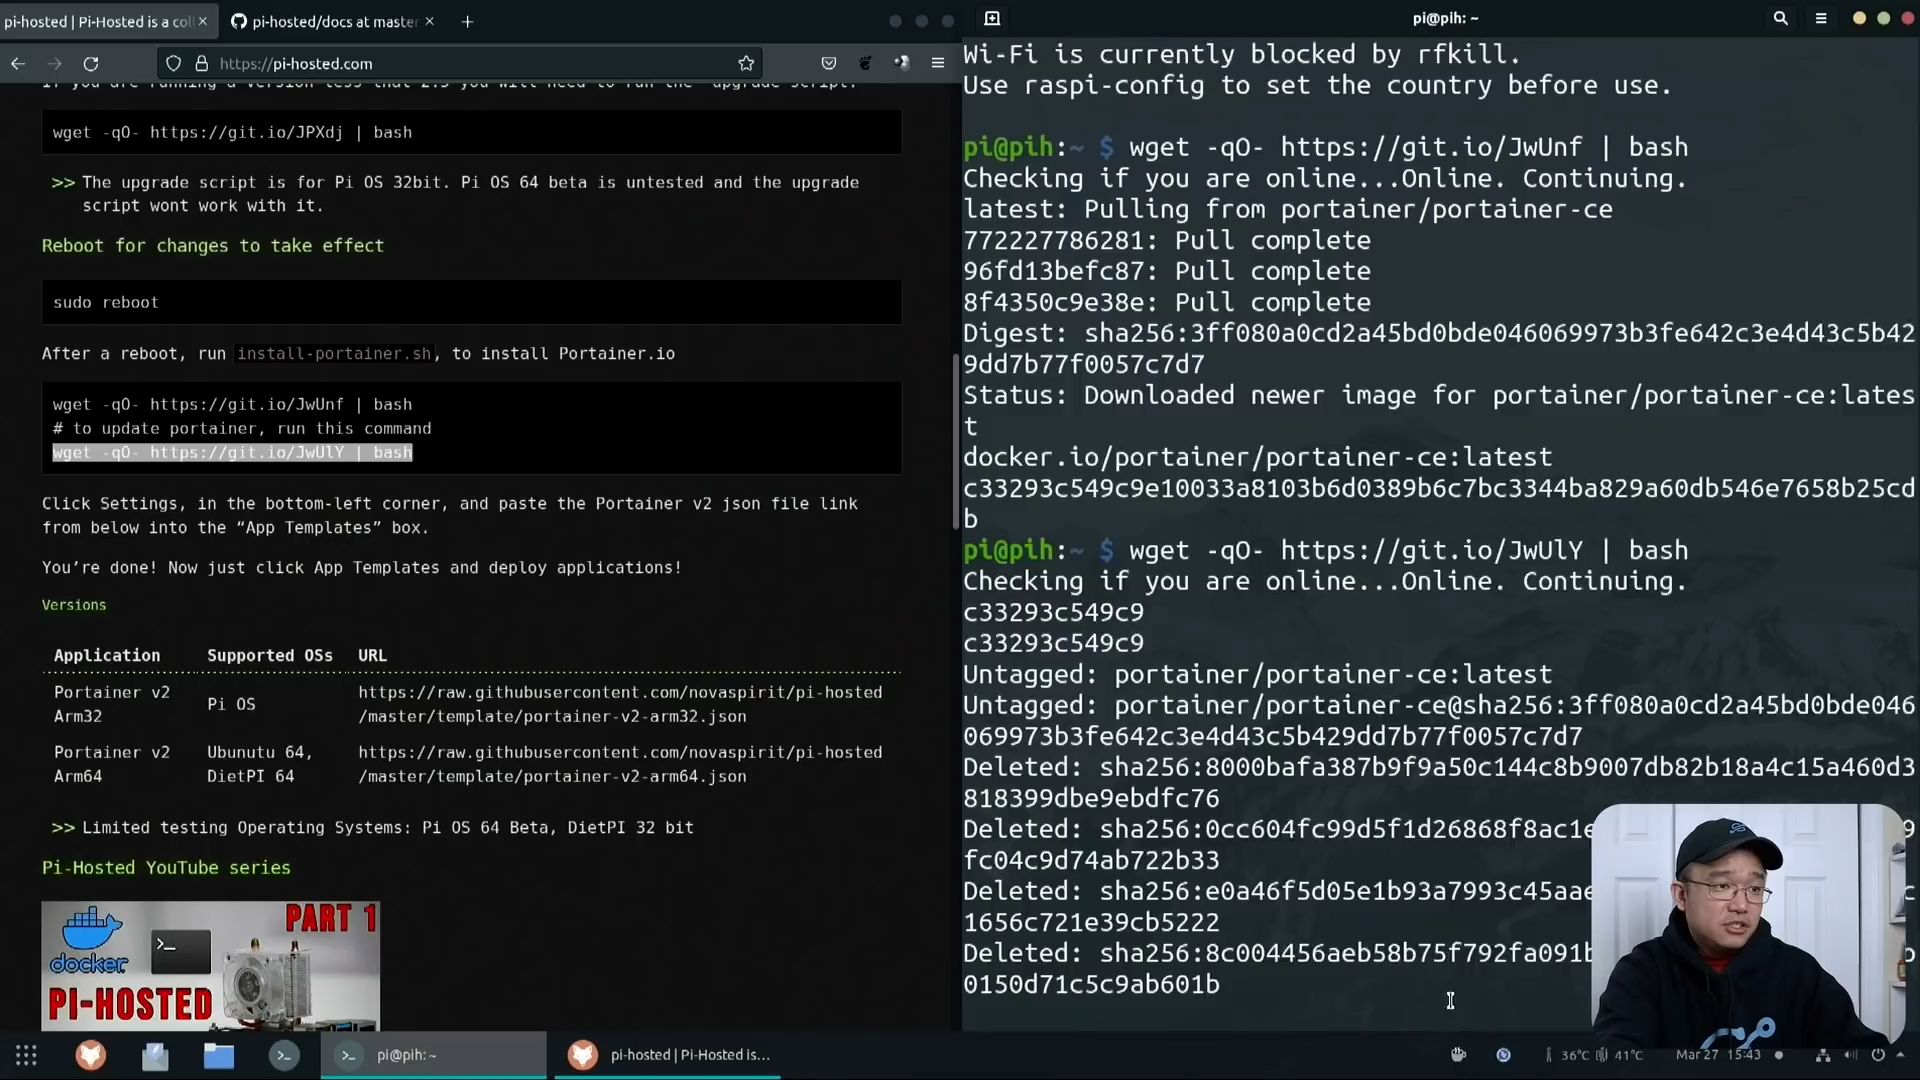 pi-hosted | Pi-Hosted is a col
pi-hosted/docs at master
https://pi-hosted.com
wget -qO- https://git.io/JPXdj | bash
>> The upgrade script is for Pi OS 32bit. Pi OS 64 beta is untested and the upgrade
script wont work with it.
Reboot for changes to take effect
sudo reboot
After a reboot, run install-portainer.sh, to install Portainer.io
wget -qO- https://git.io/JwUnf | bash
# to update portainer, run this command
wget -qO- https://git.io/JwUlY | bash
Click Settings, in the bottom-left corner, and paste the Portainer v2 json file link
from below into the “App Templates” box.
You’re done! Now just click App Templates and deploy applications!
Versions
Application Supported OSs URL
Portainer v2 Arm32 Pi OS https://raw.githubusercontent.com/novaspirit/pi-hosted
/master/template/portainer-v2-arm32.json
Portainer v2 Arm64 Ubunutu 64, DietPI 64 https://raw.githubusercontent.com/novaspirit/pi-hosted
/master/template/portainer-v2-arm64.json
>> Limited testing Operating Systems: Pi OS 64 Beta, DietPI 32 bit
Pi-Hosted YouTube series
PART 1
docker
PI-HOSTED
pi@pih: ~
Wi-Fi is currently blocked by rfkill.
Use raspi-config to set the country before use.
pi@pih:~ $ wget -qO- https://git.io/JwUnf | bash
Checking if you are online...Online. Continuing.
latest: Pulling from portainer/portainer-ce
772227786281: Pull complete
96fd13befc87: Pull complete
8f4350c9e38e: Pull complete
Digest: sha256:3ff080a0cd2a45bd0bde046069973b3fe642c3e4d43c5b42
9dd7b77f0057c7d7
Status: Downloaded newer image for portainer/portainer-ce:lates
t
docker.io/portainer/portainer-ce:latest
c33293c549c9e10033a8103b6d0389b6c7bc3344ba829a60db546e7658b25cd
b
pi@pih:~ $ wget -qO- https://git.io/JwUlY | bash
Checking if you are online...Online. Continuing.
c33293c549c9
c33293c549c9
Untagged: portainer/portainer-ce:latest
Untagged: portainer/portainer-ce@sha256:3ff080a0cd2a45bd0bde046
069973b3fe642c3e4d43c5b429dd7b77f0057c7d7
Deleted: sha256:8000bafa387b9f9a50c144c8b9007db82b18a4c15a460d3
818399dbe9ebdfc76
Deleted: sha256:0cc604fc99d5f1d26868f8ac1e
fc04c9d74ab722b33
Deleted: sha256:e0a46f5d05e1b93a7993c45aae
1656c721e39cb5222
Deleted: sha256:8c004456aeb58b75f792fa091b
0150d71c5c9ab601b
pi@pih: ~
pi-hosted | Pi-Hosted is...
36°C 41°C Mar 27 15:43